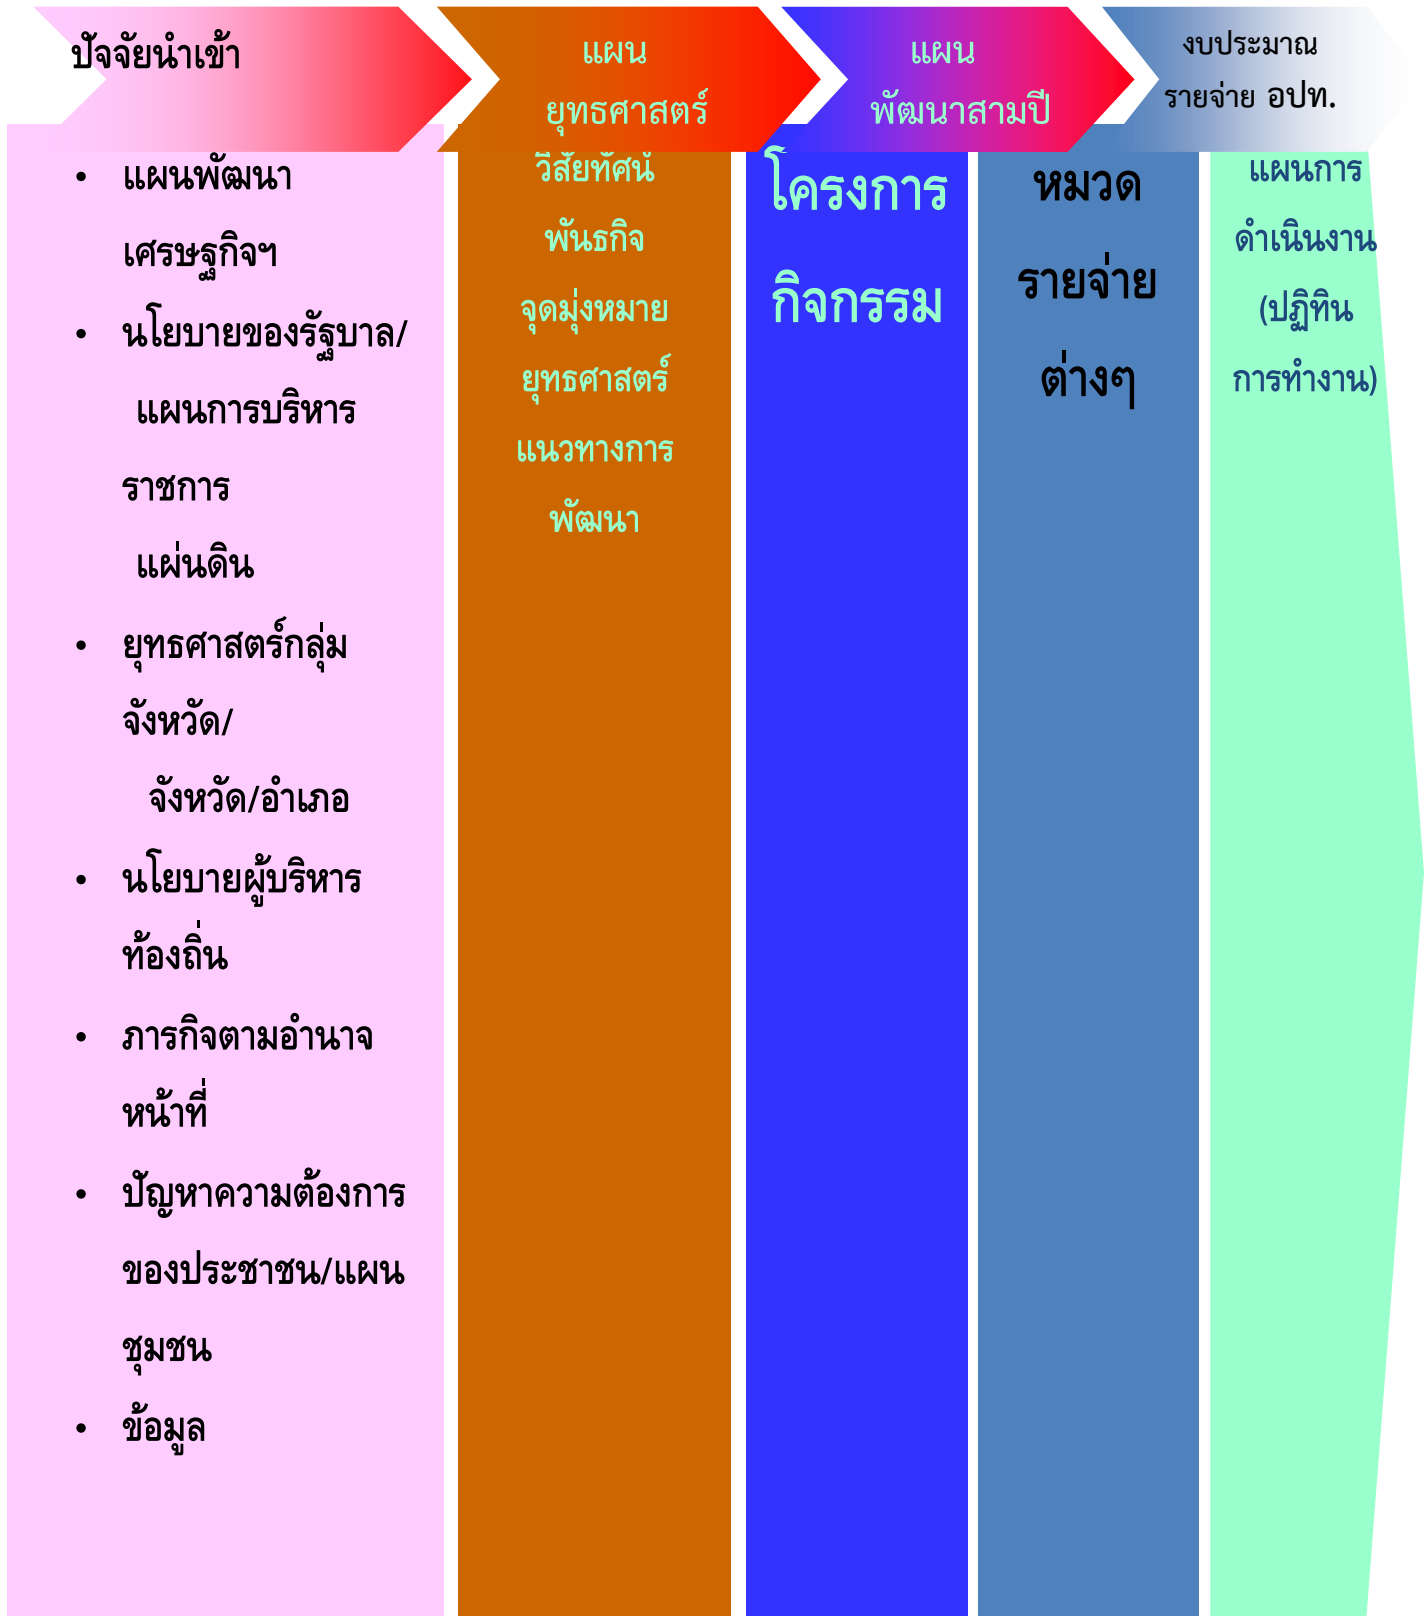 ปัจจัยนำเข้า
แผน
ยุทธศาสตร์
แผน
พัฒนาสามปี
งบประมาณ
รายจ่าย อปท.
• แผนพัฒนา
เศรษฐกิจฯ
• นโยบายของรัฐบาล/
แผนการบริหาร
ราชการ
แผ่นดิน
• ยุทธศาสตร์กลุ่ม
จังหวัด/
จังหวัด/อำเภอ
• นโยบายผู้บริหาร
ท้องถิ่น
• ภารกิจตามอำนาจ
หน้าที่
• ปัญหาความต้องการ
ของประชาชน/แผน
ชุมชน
• ข้อมูล
วิสัยทัศน์
พันธกิจ
จุดมุ่งหมาย
ยุทธศาสตร์
แนวทางการ
พัฒนา
โครงการ
กิจกรรม
หมวด
รายจ่าย
ต่างๆ
แผนการ
ดำเนินงาน
(ปฏิทิน
การทำงาน)